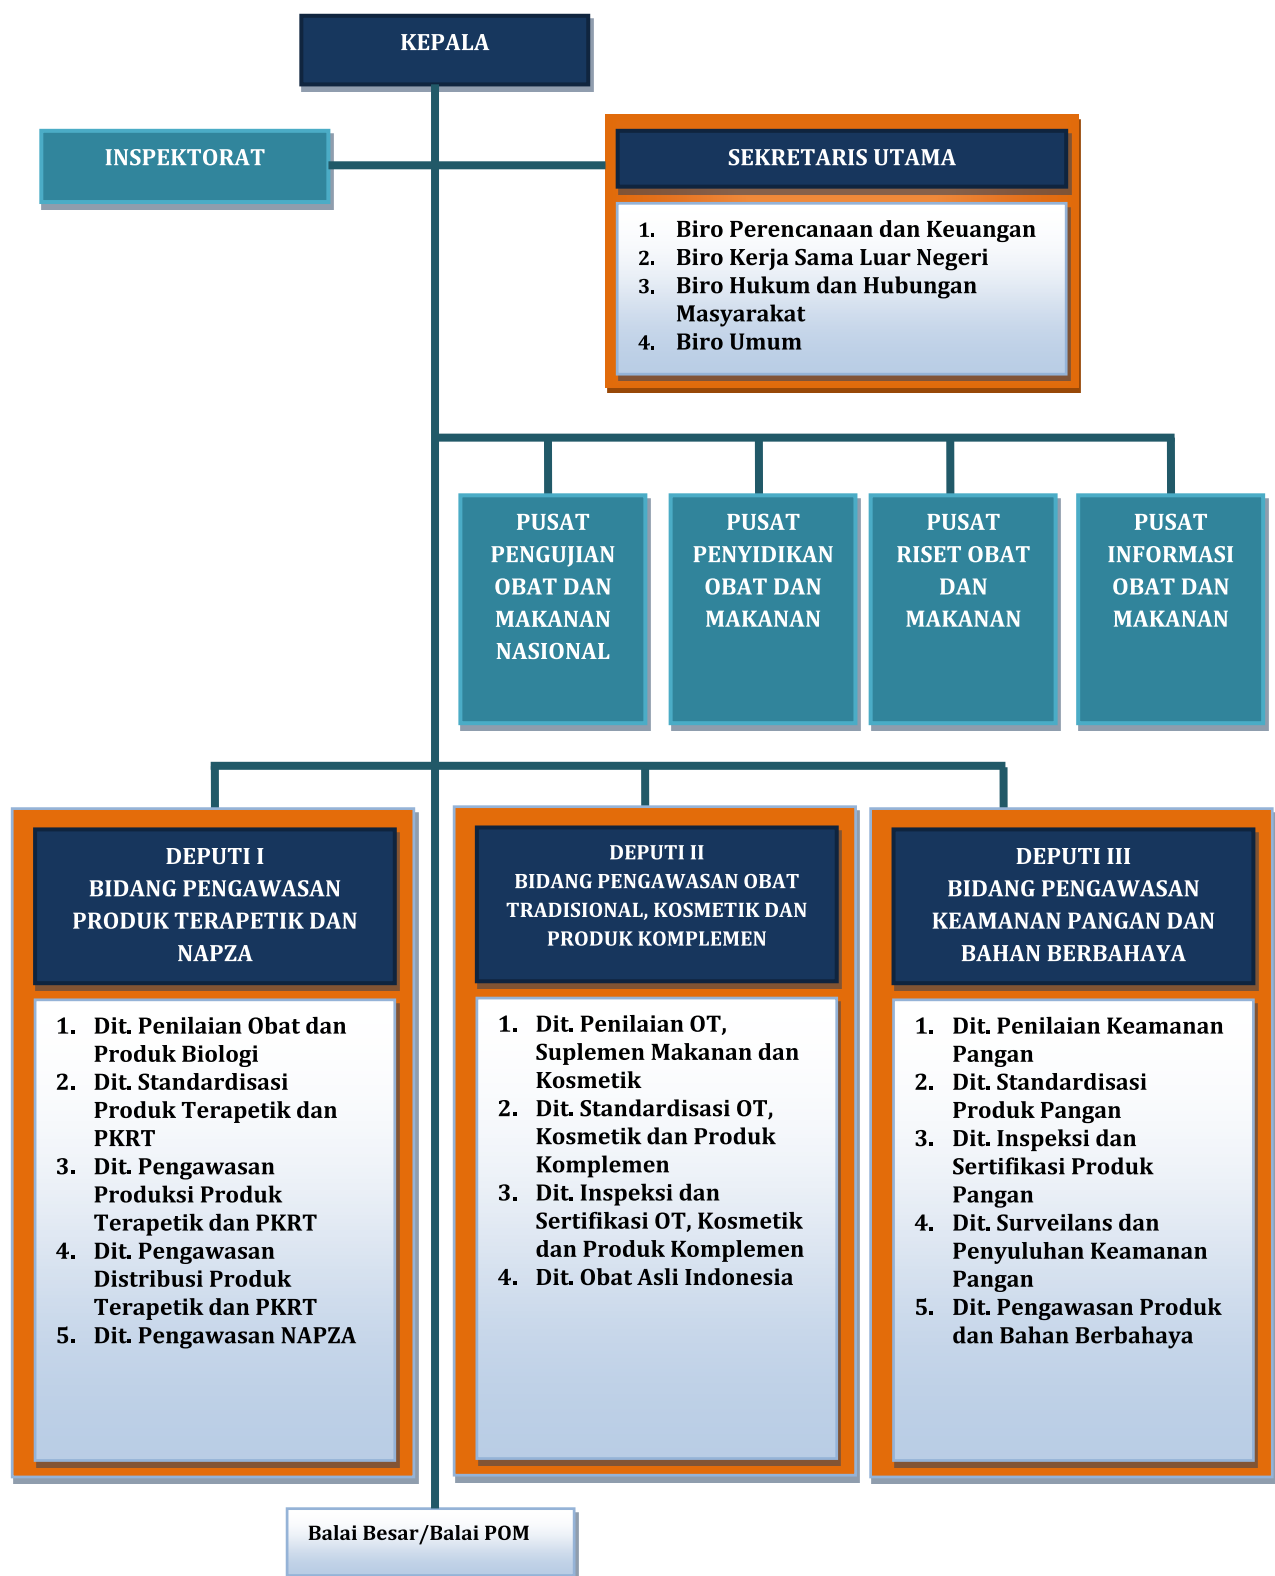 KEPALA
INSPEKTORAT
SEKRETARIS UTAMA
1. Biro Perencanaan dan Keuangan
2. Biro Kerja Sama Luar Negeri
3. Biro Hukum dan Hubungan
Masyarakat
4. Biro Umum
PUSAT
PENGUJIAN
OBAT DAN
MAKANAN
NASIONAL
PUSAT
PENYIDIKAN
OBAT DAN
MAKANAN
PUSAT
RISET OBAT
DAN
MAKANAN
PUSAT
INFORMASI
OBAT DAN
MAKANAN
DEPUTI I
BIDANG PENGAWASAN
PRODUK TERAPETIK DAN
NAPZA
1. Dit. Penilaian Obat dan
Produk Biologi
2. Dit. Standardisasi
Produk Terapetik dan
PKRT
3. Dit. Pengawasan
Produksi Produk
Terapetik dan PKRT
4. Dit. Pengawasan
Distribusi Produk
Terapetik dan PKRT
5. Dit. Pengawasan NAPZA
DEPUTI II
BIDANG PENGAWASAN OBAT
TRADISIONAL, KOSMETIK DAN
PRODUK KOMPLEMEN
1. Dit. Penilaian OT,
Suplemen Makanan dan
Kosmetik
2. Dit. Standardisasi OT,
Kosmetik dan Produk
Komplemen
3. Dit. Inspeksi dan
Sertifikasi OT, Kosmetik
dan Produk Komplemen
4. Dit. Obat Asli Indonesia
DEPUTI III
BIDANG PENGAWASAN
KEAMANAN PANGAN DAN
BAHAN BERBAHAYA
1. Dit. Penilaian Keamanan
Pangan
2. Dit. Standardisasi
Produk Pangan
3. Dit. Inspeksi dan
Sertifikasi Produk
Pangan
4. Dit. Surveilans dan
Penyuluhan Keamanan
Pangan
5. Dit. Pengawasan Produk
dan Bahan Berbahaya
Balai Besar/Balai POM